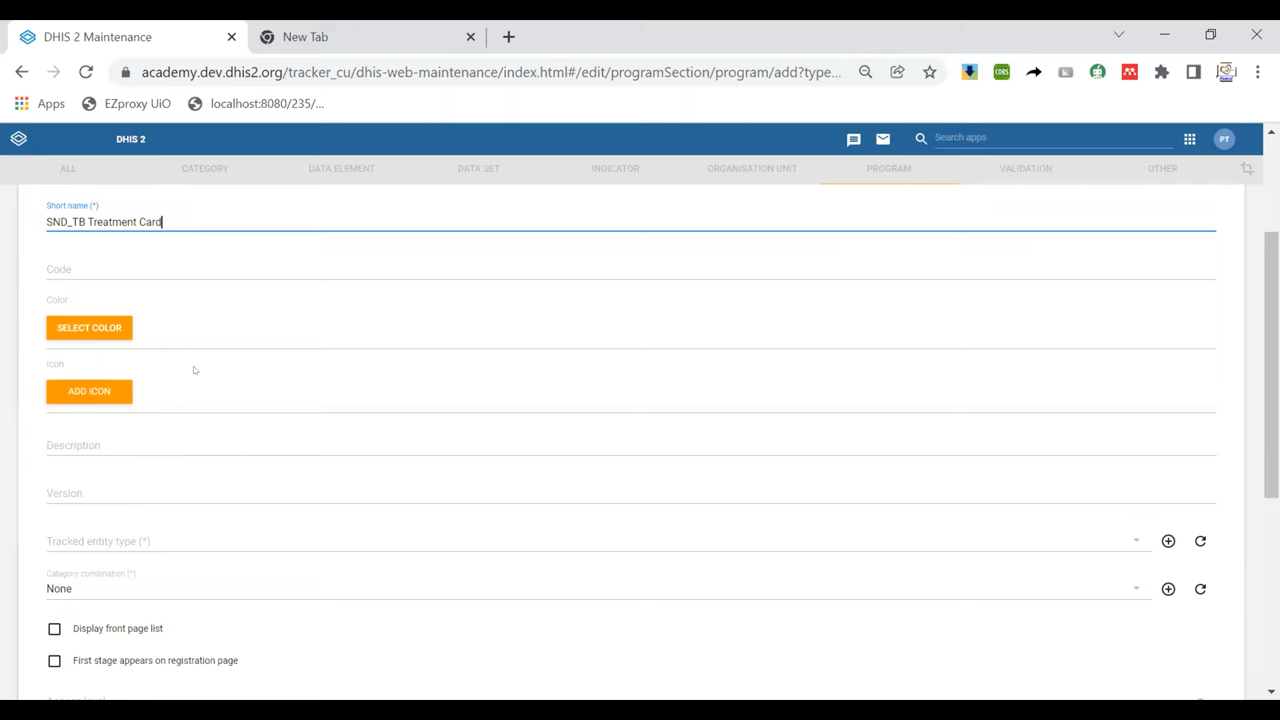 DHIS 2 Maintenance
New Tab
academy.dev.dhis2.org/tracker_cu/dhis-web-maintenance/index.html#/edit/programSection/program/add?type...
Apps
EZproxy UiO
localhost:8080/235/...
DHIS 2
Search apps
PT
ALL
CATEGORY
DATA ELEMENT
DATA SET
INDICATOR
ORGANISATION UNIT
PROGRAM
VALIDATION
OTHER
Short name (*)
SND_TB Treatment Card
Code
Color
SELECT COLOR
Icon
ADD ICON
Description
Version
Tracked entity type (*)
Category combination (*)
None
Display front page list
First stage appears on registration page